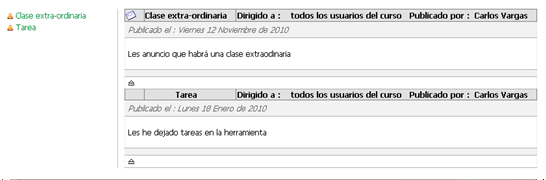 Clase extra-ordinaria
Tarea
Clase extra-ordinaria Dirigido a : todos los usuarios del curso Publicado por : Carlos Vargas
Publicado el : Viernes 12 Noviembre de 2010
Les anuncio que habrá una clase extraodinaria
Tarea Dirigido a : todos los usuarios del curso Publicado por : Carlos Vargas
Publicado el : Lunes 18 Enero de 2010
Les he dejado tareas en la herramienta